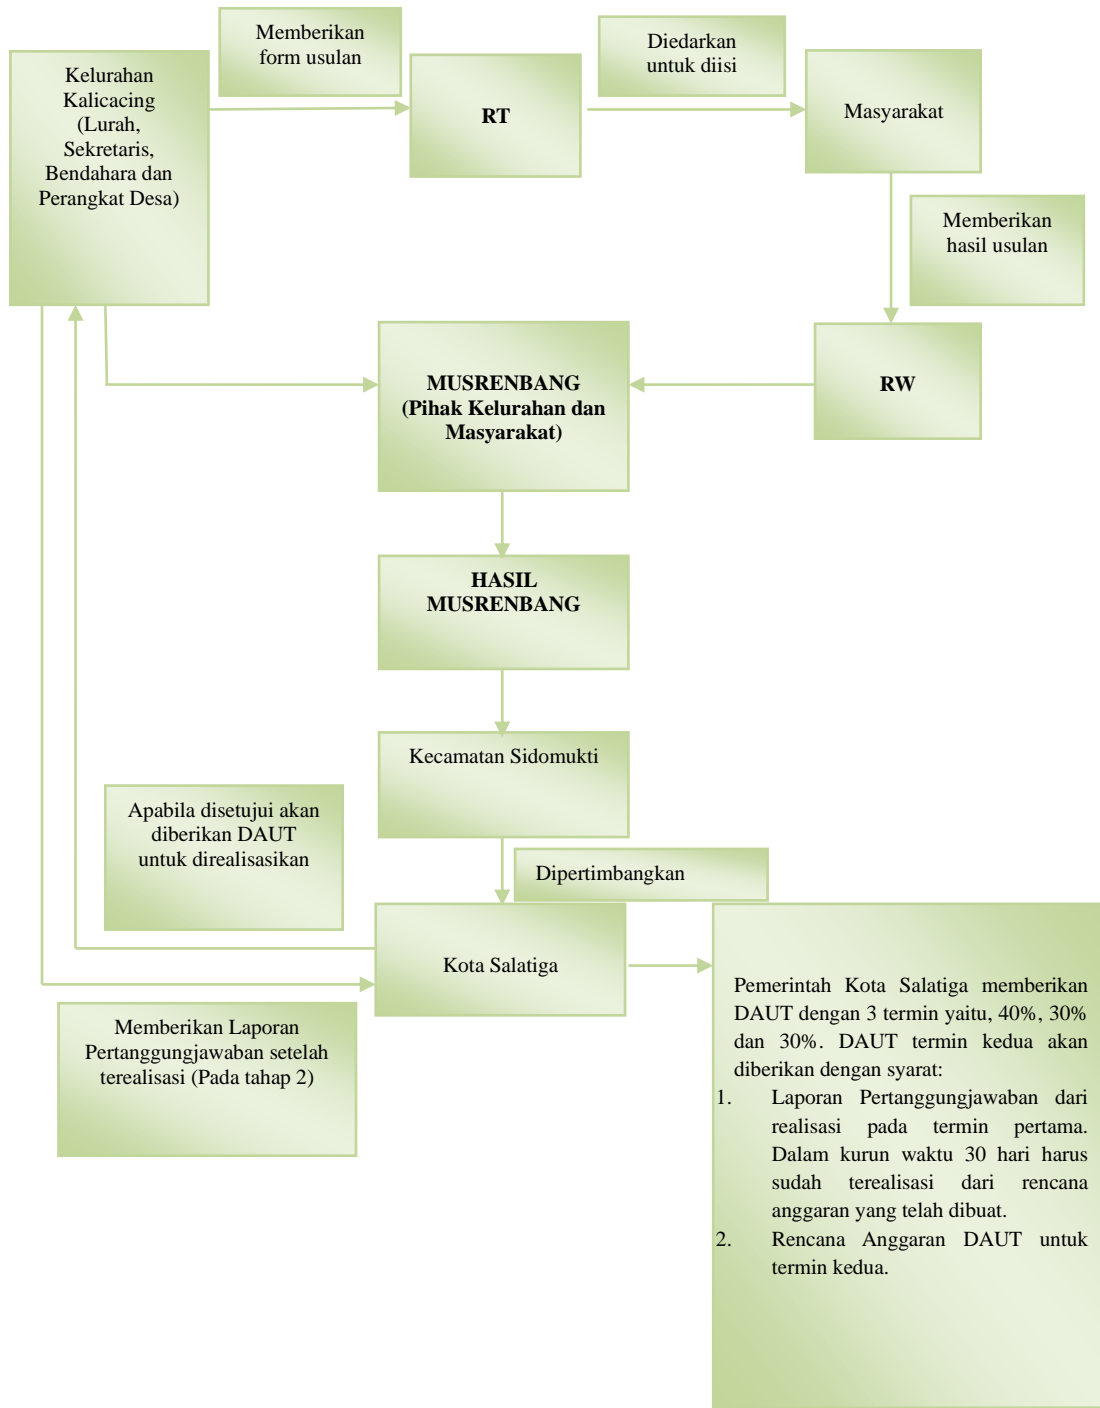 Memberikan
form usulan
Diedarkan
untuk diisi
Kelurahan
Kalicacing
(Lurah,
Sekretaris,
Bendahara dan
Perangkat Desa)
RT
Masyarakat
Memberikan
hasil usulan
MUSRENBANG
(Pihak Kelurahan dan
Masyarakat)
RW
HASIL
MUSRENBANG
Kecamatan Sidomukti
Apabila disetujui akan
diberikan DAUT
untuk direalisasikan
Dipertimbangkan
Kota Salatiga
Memberikan Laporan
Pertanggungjawaban setelah
terealisasi (Pada tahap 2)
Pemerintah Kota Salatiga memberikan
DAUT dengan 3 termin yaitu, 40%, 30%
dan 30%. DAUT termin kedua akan
diberikan dengan syarat:
1. Laporan Pertanggungjawaban dari
realisasi pada termin pertama.
Dalam kurun waktu 30 hari harus
sudah terealisasi dari rencana
anggaran yang telah dibuat.
2. Rencana Anggaran DAUT untuk
termin kedua.